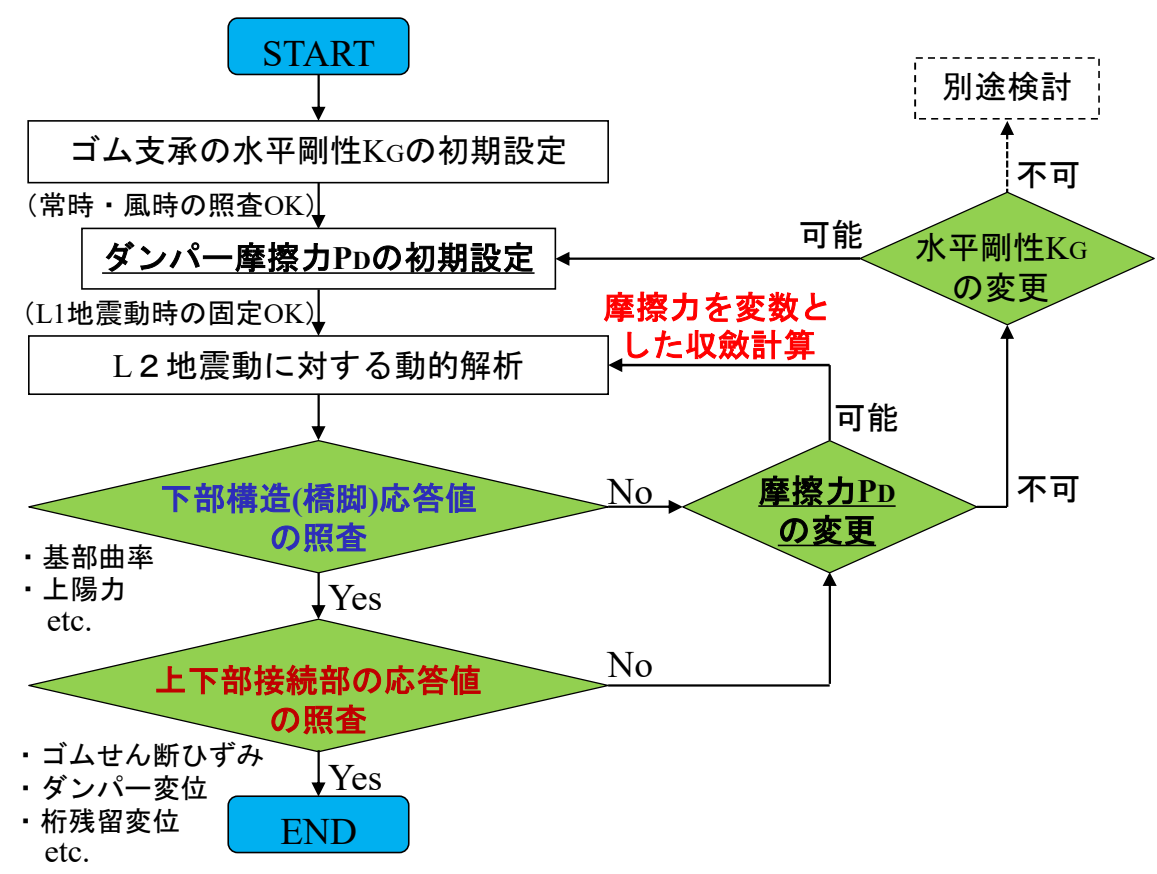 START
ゴム支承の水平剛性KGの初期設定
(常時・風時の照査OK)
ダンパー摩擦力PDの初期設定
(L1地震動時の固定OK)
L２地震動に対する動的解析
下部構造(橋脚)応答値
の照査
・基部曲率
・上陽力
etc.
Yes
No
上下部接続部の応答値
の照査
・ゴムせん断ひずみ
・ダンパー変位
・桁残留変位
etc.
Yes
No
END
摩擦力を変数と
した収斂計算
可能
摩擦力PD
の変更
不可
可能
水平剛性KG
の変更
不可
別途検討